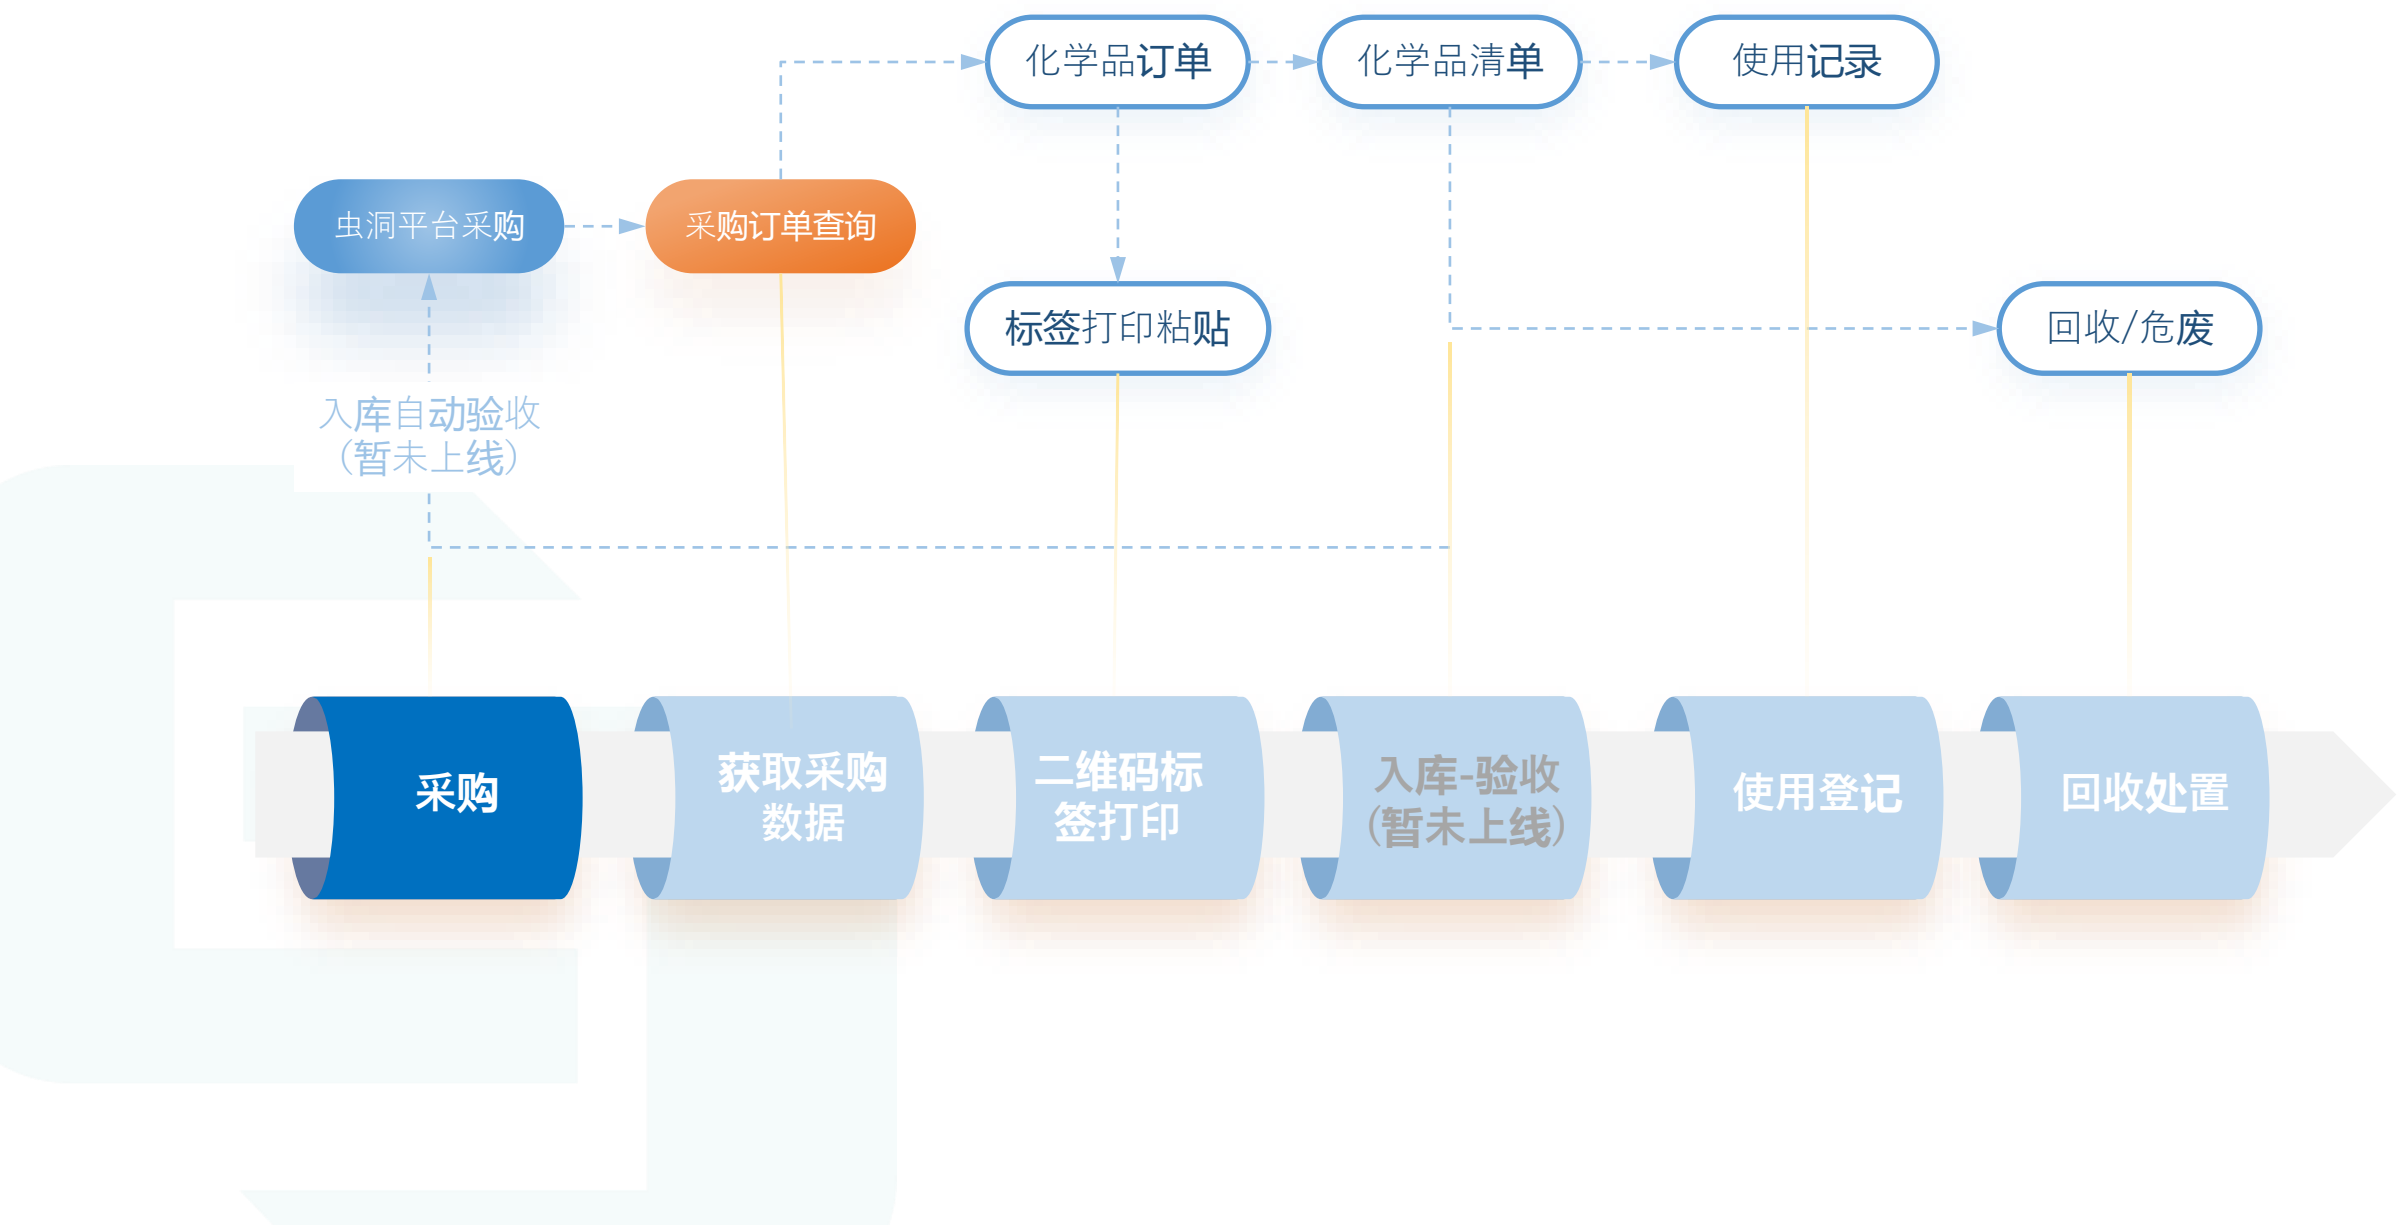 化学品订单
化学品清单
使用记录
虫洞平台采购
采购订单查询
标签打印粘贴
回收/危废
入库自动验收
（暂未上线）
采购
获取采购
数据
二维码标
签打印
入库-验收
（暂未上线）
使用登记
回收处置